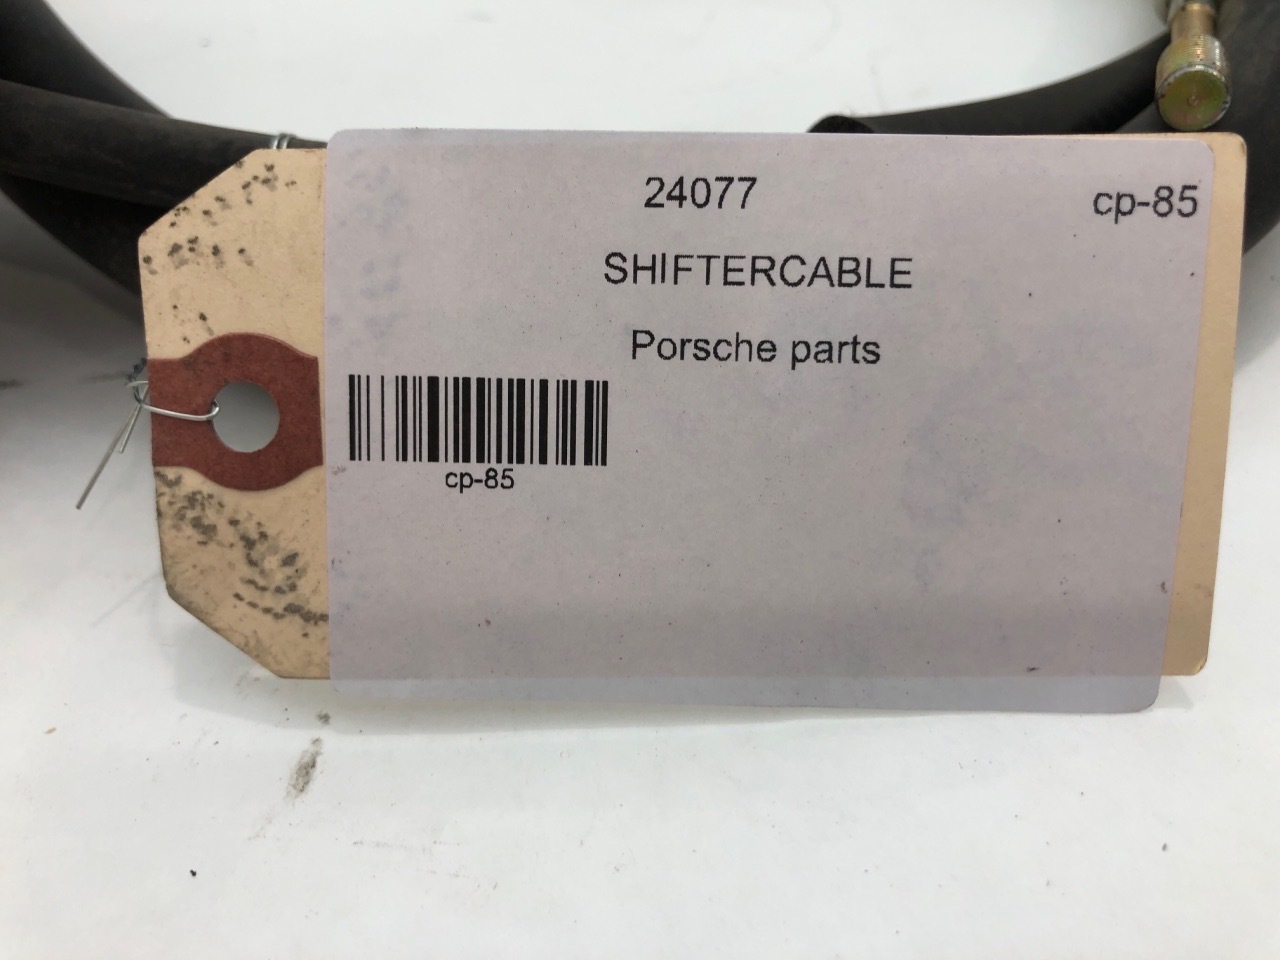 24077
cp-85
SHIFTERCABLE
Porsche parts
cp-85